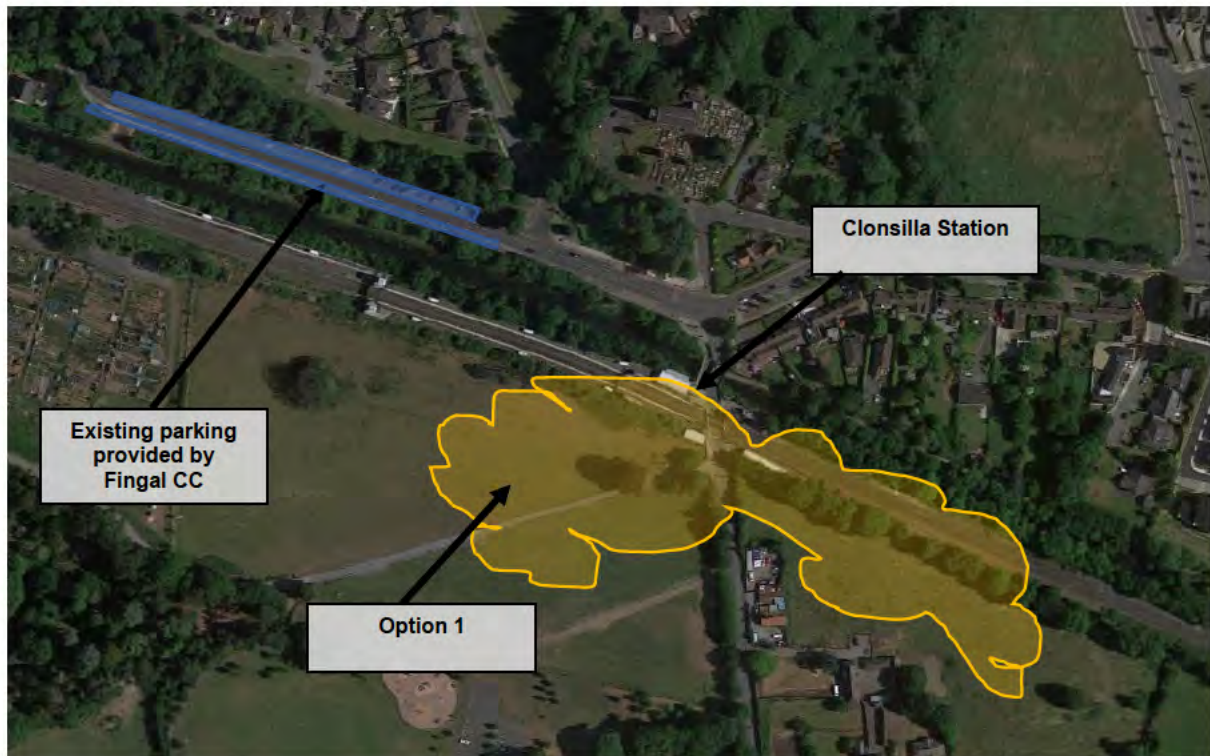 Clonsilla Station
Existing parking
provided by
Fingal CC
Option 1